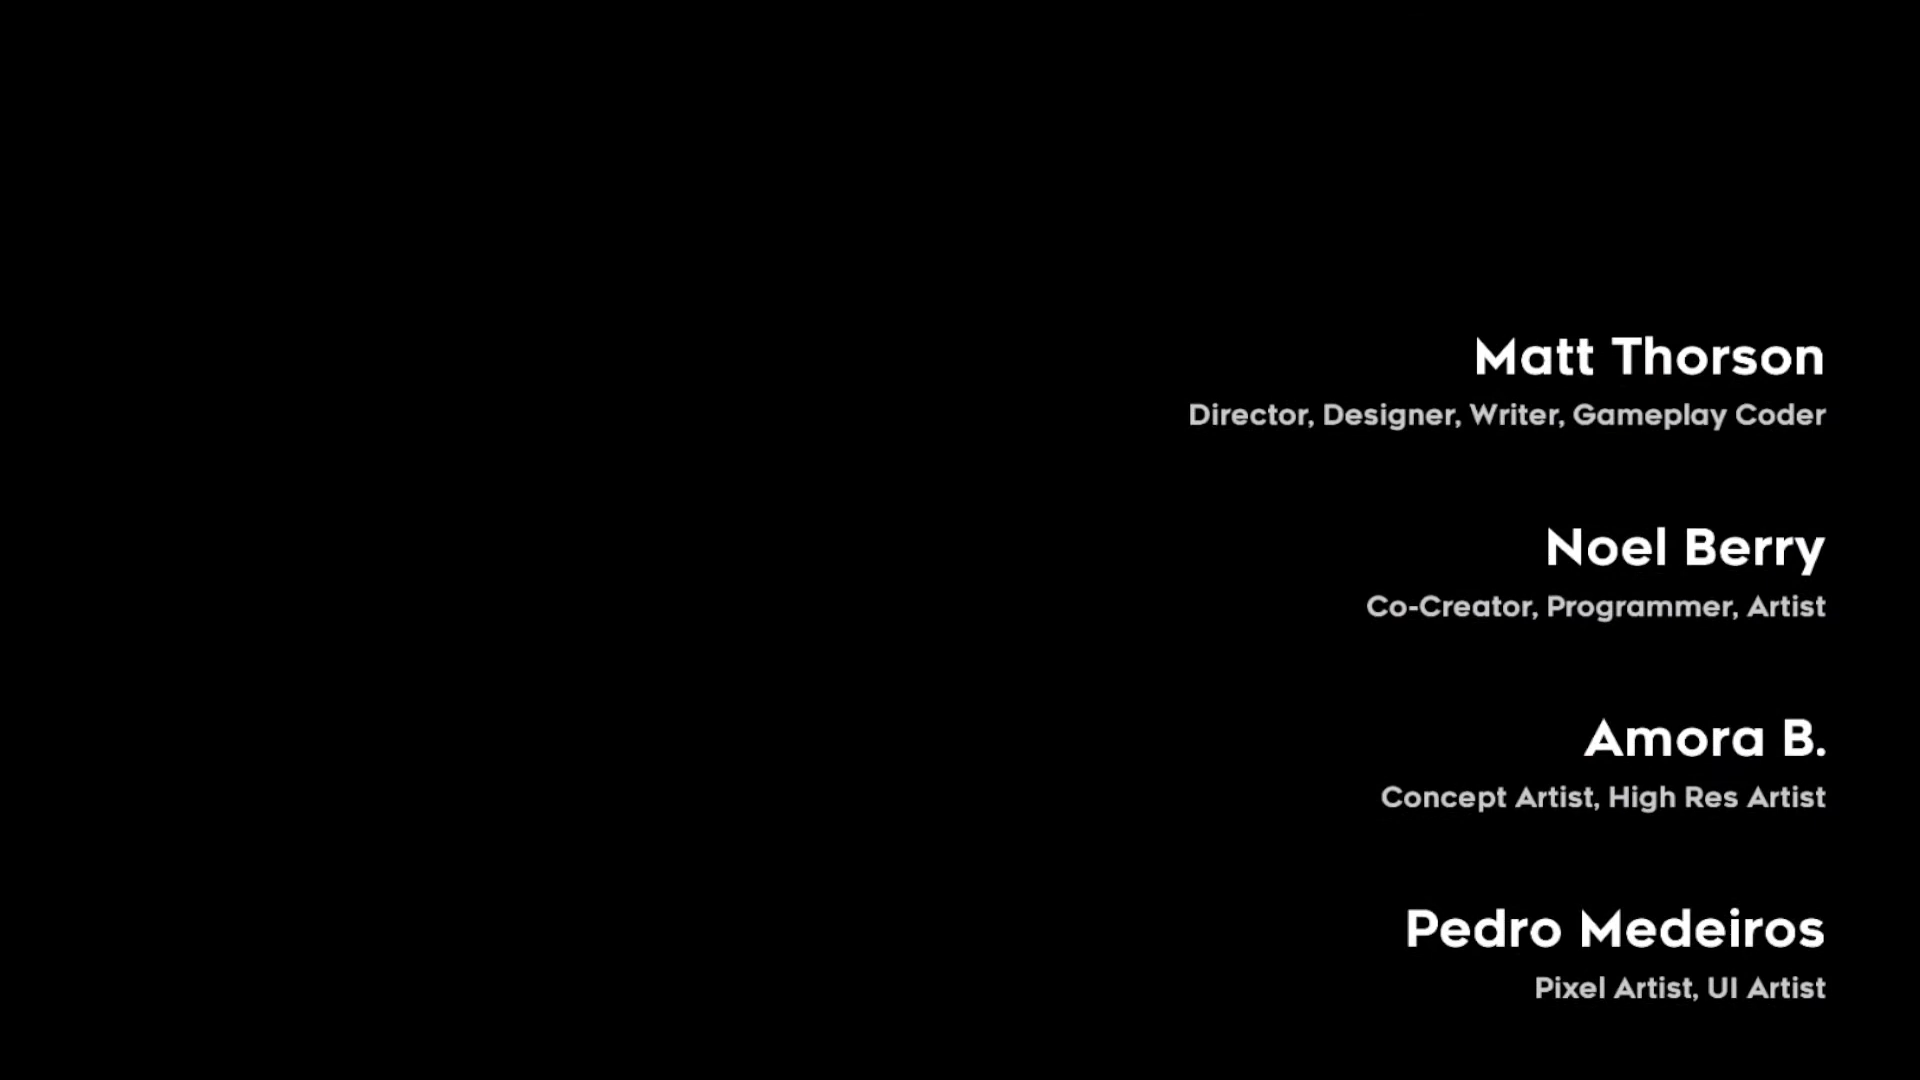 Matt Thorson
Director, Designer, Writer, Gameplay Coder
Noel Berry
Co-Creator, Programmer, Artist
Amora B.
Concept Artist, High Res Artist
Pedro Medeiros
Pixel Artist, UI Artist